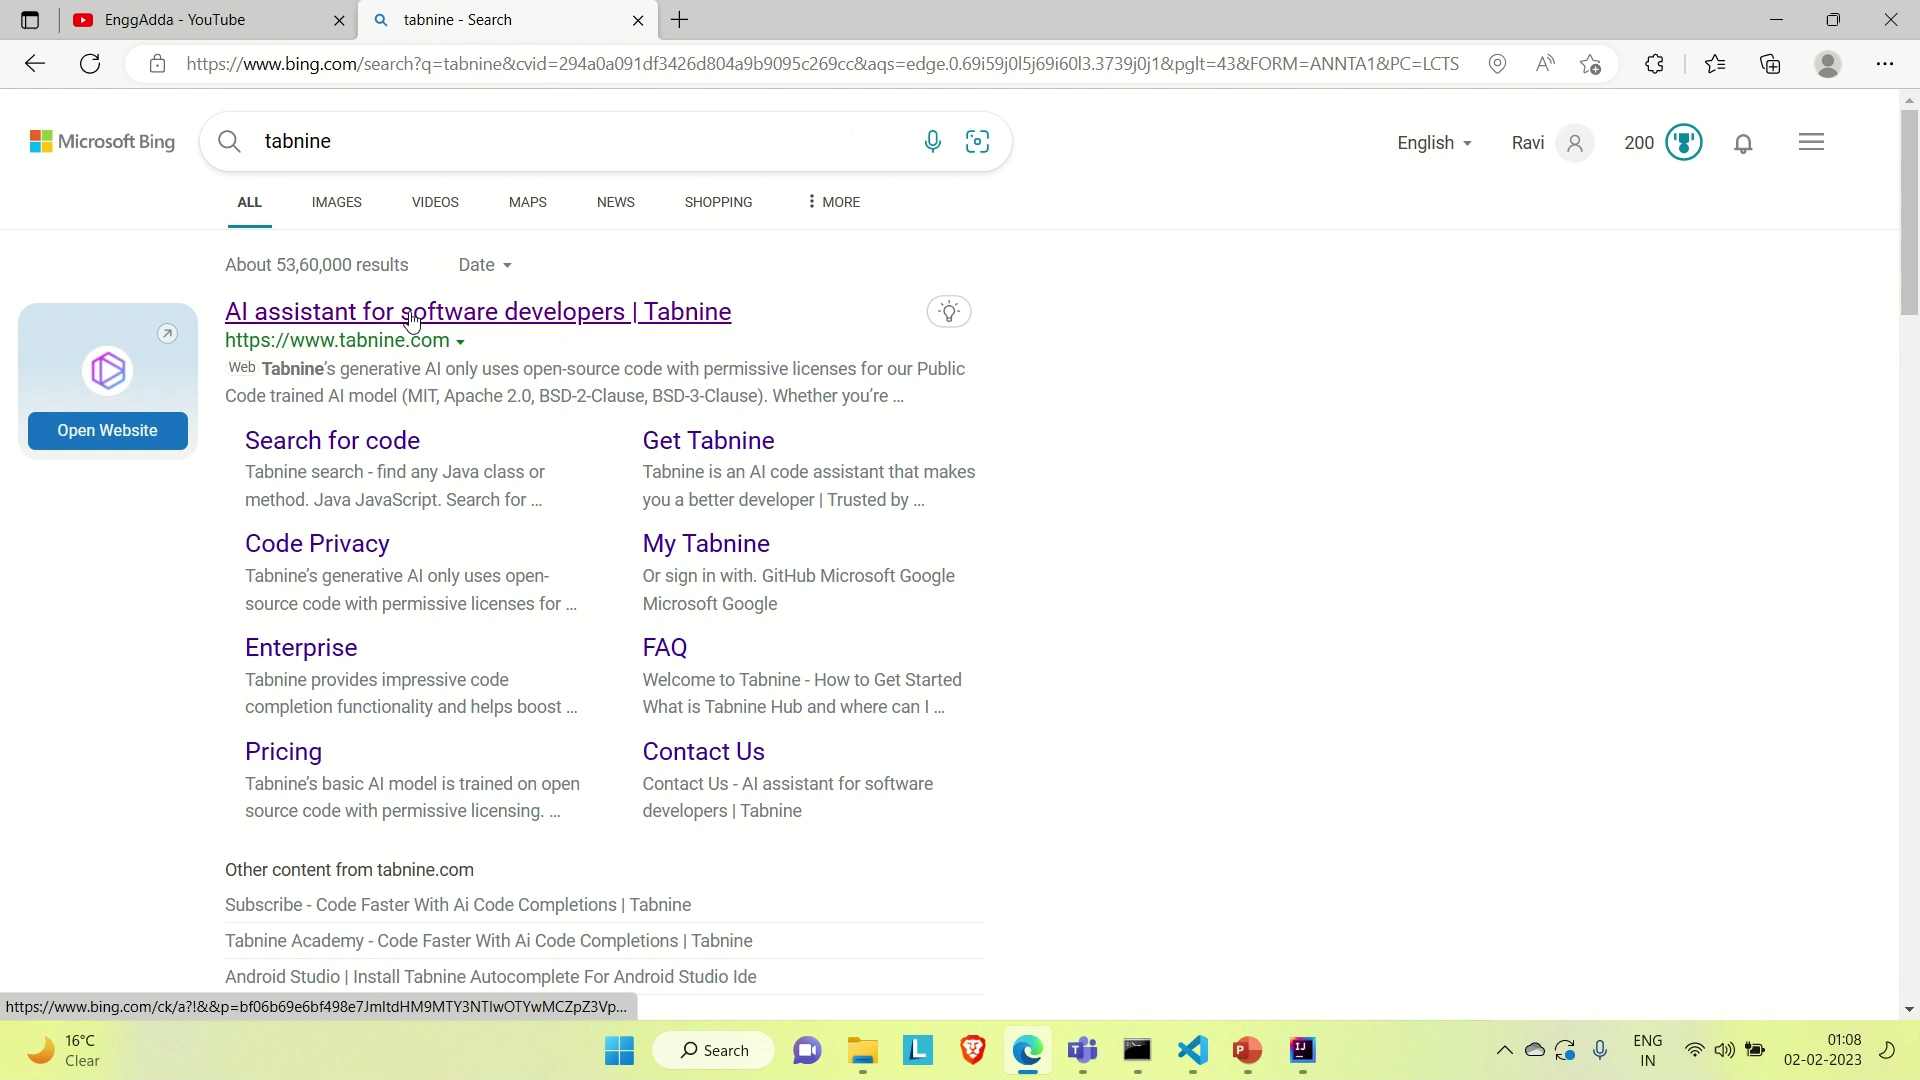 EnggAdda - YouTube
tabnine - Search
https://www.bing.com/search?q=tabnine&cvid=294a0a091df3426d804a9b9095c269cc&aqs=edge.0.69i59j0l5j69i60l3.3739j0j1&pglt=43&FORM=ANNTA1&PC=LCTS
Microsoft Bing
tabnine
English
Ravi
200
ALL
IMAGES
VIDEOS
MAPS
NEWS
SHOPPING
MORE
About 53,60,000 results
Date
Open Website
AI assistant for software developers | Tabnine
https://www.tabnine.com
Web Tabnine's generative AI only uses open-source code with permissive licenses for our Public
Code trained AI model (MIT, Apache 2.0, BSD-2-Clause, BSD-3-Clause). Whether you're ...
Search for code
Tabnine search - find any Java class or
method. Java JavaScript. Search for ...
Get Tabnine
Tabnine is an AI code assistant that makes
you a better developer | Trusted by ...
Code Privacy
Tabnine's generative AI only uses open-
source code with permissive licenses for ...
My Tabnine
Or sign in with. GitHub Microsoft Google
Microsoft Google
Enterprise
Tabnine provides impressive code
completion functionality and helps boost ...
FAQ
Welcome to Tabnine - How to Get Started
What is Tabnine Hub and where can I ...
Pricing
Tabnine's basic AI model is trained on open
source code with permissive licensing. ...
Contact Us
Contact Us - AI assistant for software
developers | Tabnine
Other content from tabnine.com
Subscribe - Code Faster With Ai Code Completions | Tabnine
Tabnine Academy - Code Faster With Ai Code Completions | Tabnine
Android Studio | Install Tabnine Autocomplete For Android Studio Ide
https://www.bing.com/ck/a?!&&p=bf06b69e6bf498e7JmltdHM9MTY3NTIwOTYwMCZpZ3Vp...
16°C
Clear
Search
ENG
IN
01:08
02-02-2023